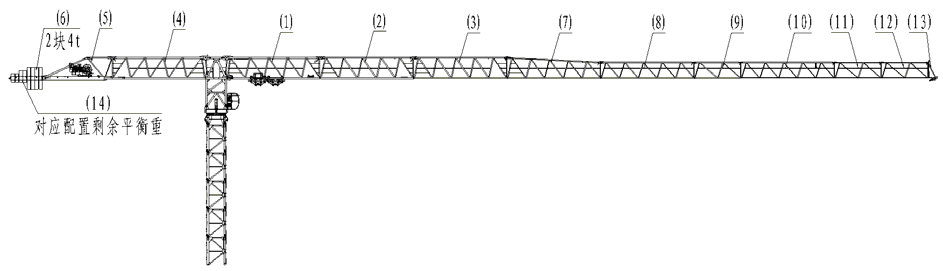 (6) (5) (4) (1) (2) (3) (7) (8) (9) (10) (11) (12) (13)
2块4t
(14)
对应配置剩余平衡重